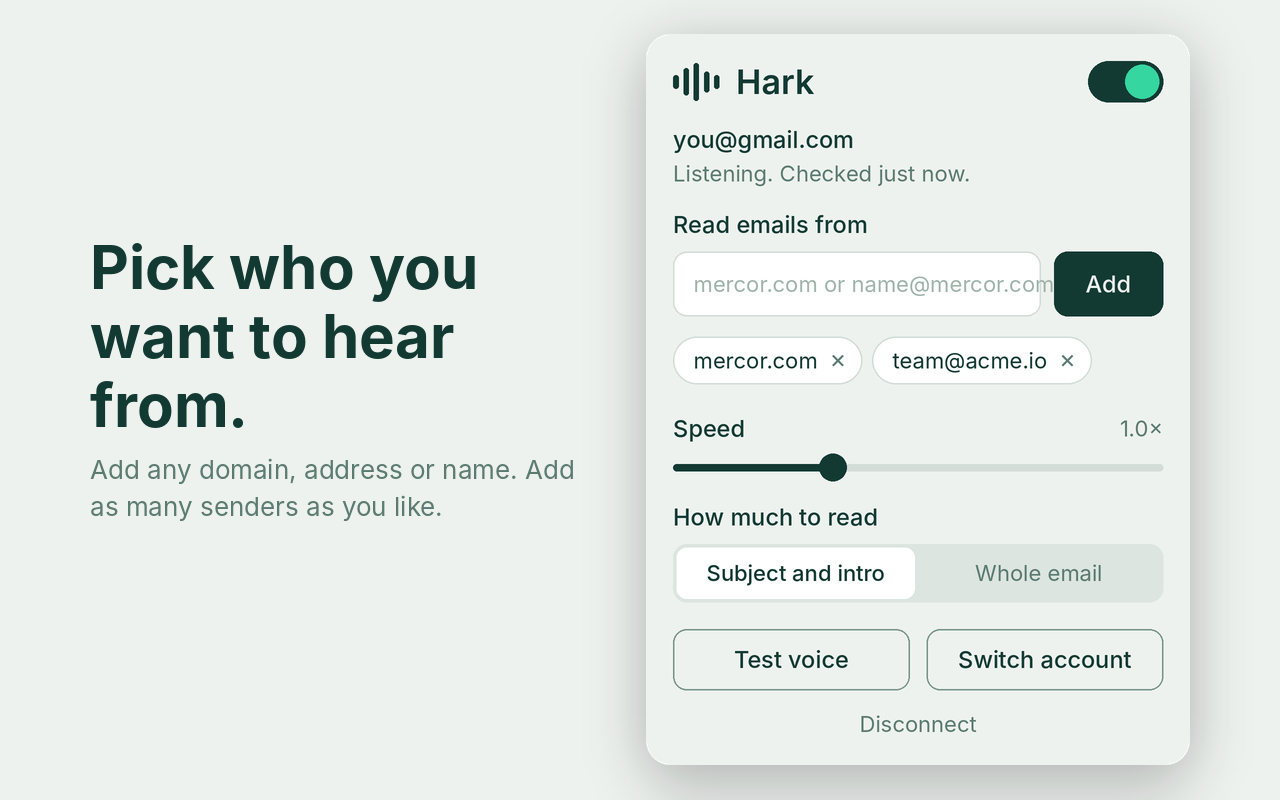 Pick who you
want to hear
from.
Add any domain, address or name. Add
as many senders as you like.
Hark
you@gmail.com
Listening. Checked just now.
Read emails from
mercor.com or name@mercor.com
Add
mercor.com ✕
team@acme.io ✕
Speed
1.0×
How much to read
Subject and intro
Whole email
Test voice
Switch account
Disconnect